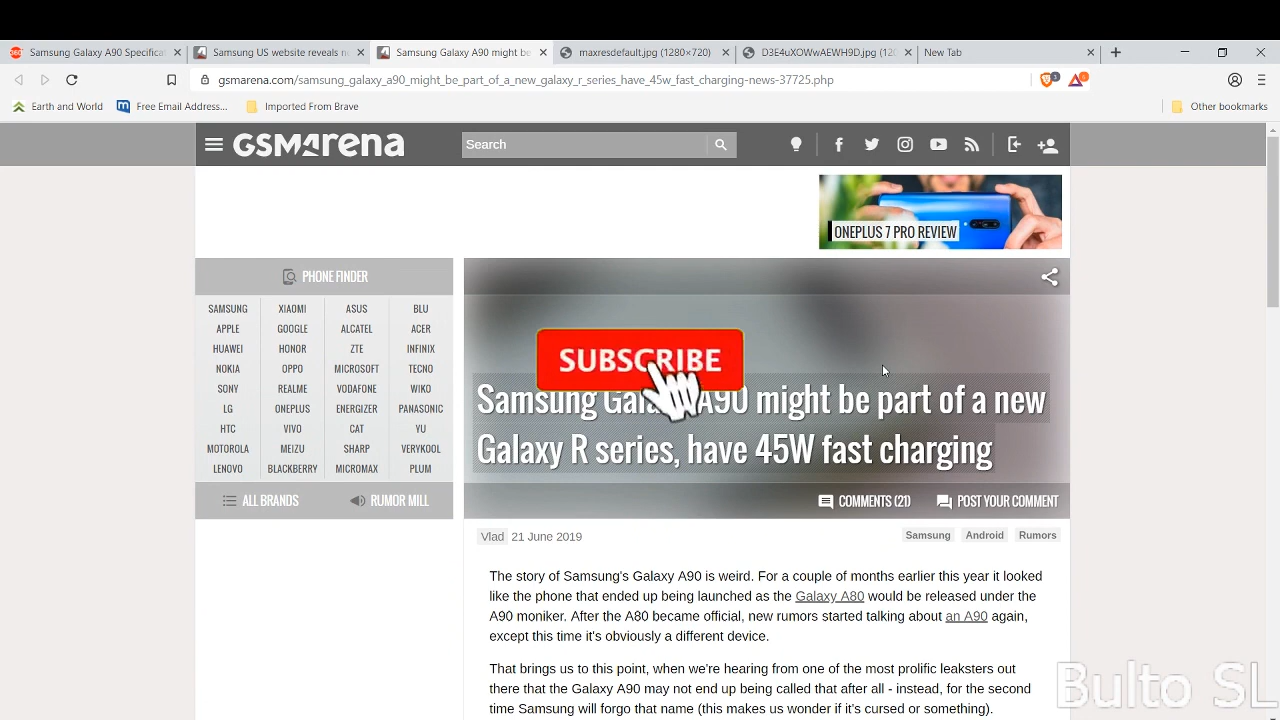 Samsung Galaxy A90 Specificat
Samsung US website reveals n
Samsung Galaxy A90 might be
maxresdefault.jpg (1280×720)
D3E4uXOWwAEWH9D.jpg (120
New Tab
gsmarena.com/samsung_galaxy_a90_might_be_part_of_a_new_galaxy_r_series_have_45w_fast_charging-news-37725.php
Earth and World
Free Email Address...
Imported From Brave
Other bookmarks
GSMArena
Search
ONEPLUS 7 PRO REVIEW
PHONE FINDER
SAMSUNG XIAOMI ASUS BLU
APPLE GOOGLE ALCATEL ACER
HUAWEI HONOR ZTE INFINIX
NOKIA OPPO MICROSOFT TECNO
SONY REALME VODAFONE WIKO
LG ONEPLUS ENERGIZER PANASONIC
HTC VIVO CAT YU
MOTOROLA MEIZU SHARP VERYKOOL
LENOVO BLACKBERRY MICROMAX PLUM
ALL BRANDS RUMOR MILL
SUBSCRIBE
Samsung Gala A90 might be part of a new
Galaxy R series, have 45W fast charging
COMMENTS (21) POST YOUR COMMENT
Vlad 21 June 2019
Samsung Android Rumors
The story of Samsung's Galaxy A90 is weird. For a couple of months earlier this year it looked
like the phone that ended up being launched as the Galaxy A80 would be released under the
A90 moniker. After the A80 became official, new rumors started talking about an A90 again,
except this time it's obviously a different device.
That brings us to this point, when we're hearing from one of the most prolific leaksters out
there that the Galaxy A90 may not end up being called that after all - instead, for the second
time Samsung will forgo that name (this makes us wonder if it's cursed or something).
Bulto SL